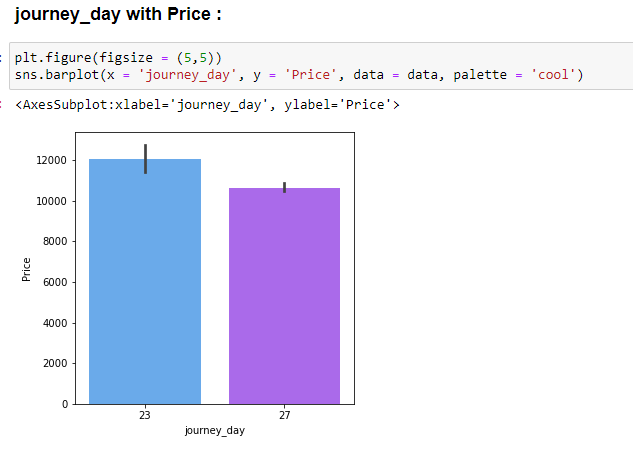 journey_day with Price :
plt.figure(figsize = (5,5))
sns.barplot(x = 'journey_day', y = 'Price', data = data, palette = 'cool')
<AxesSubplot:xlabel='journey_day', ylabel='Price'>
12000
10000
8000
6000
4000
2000
0
Price
23 27
journey_day